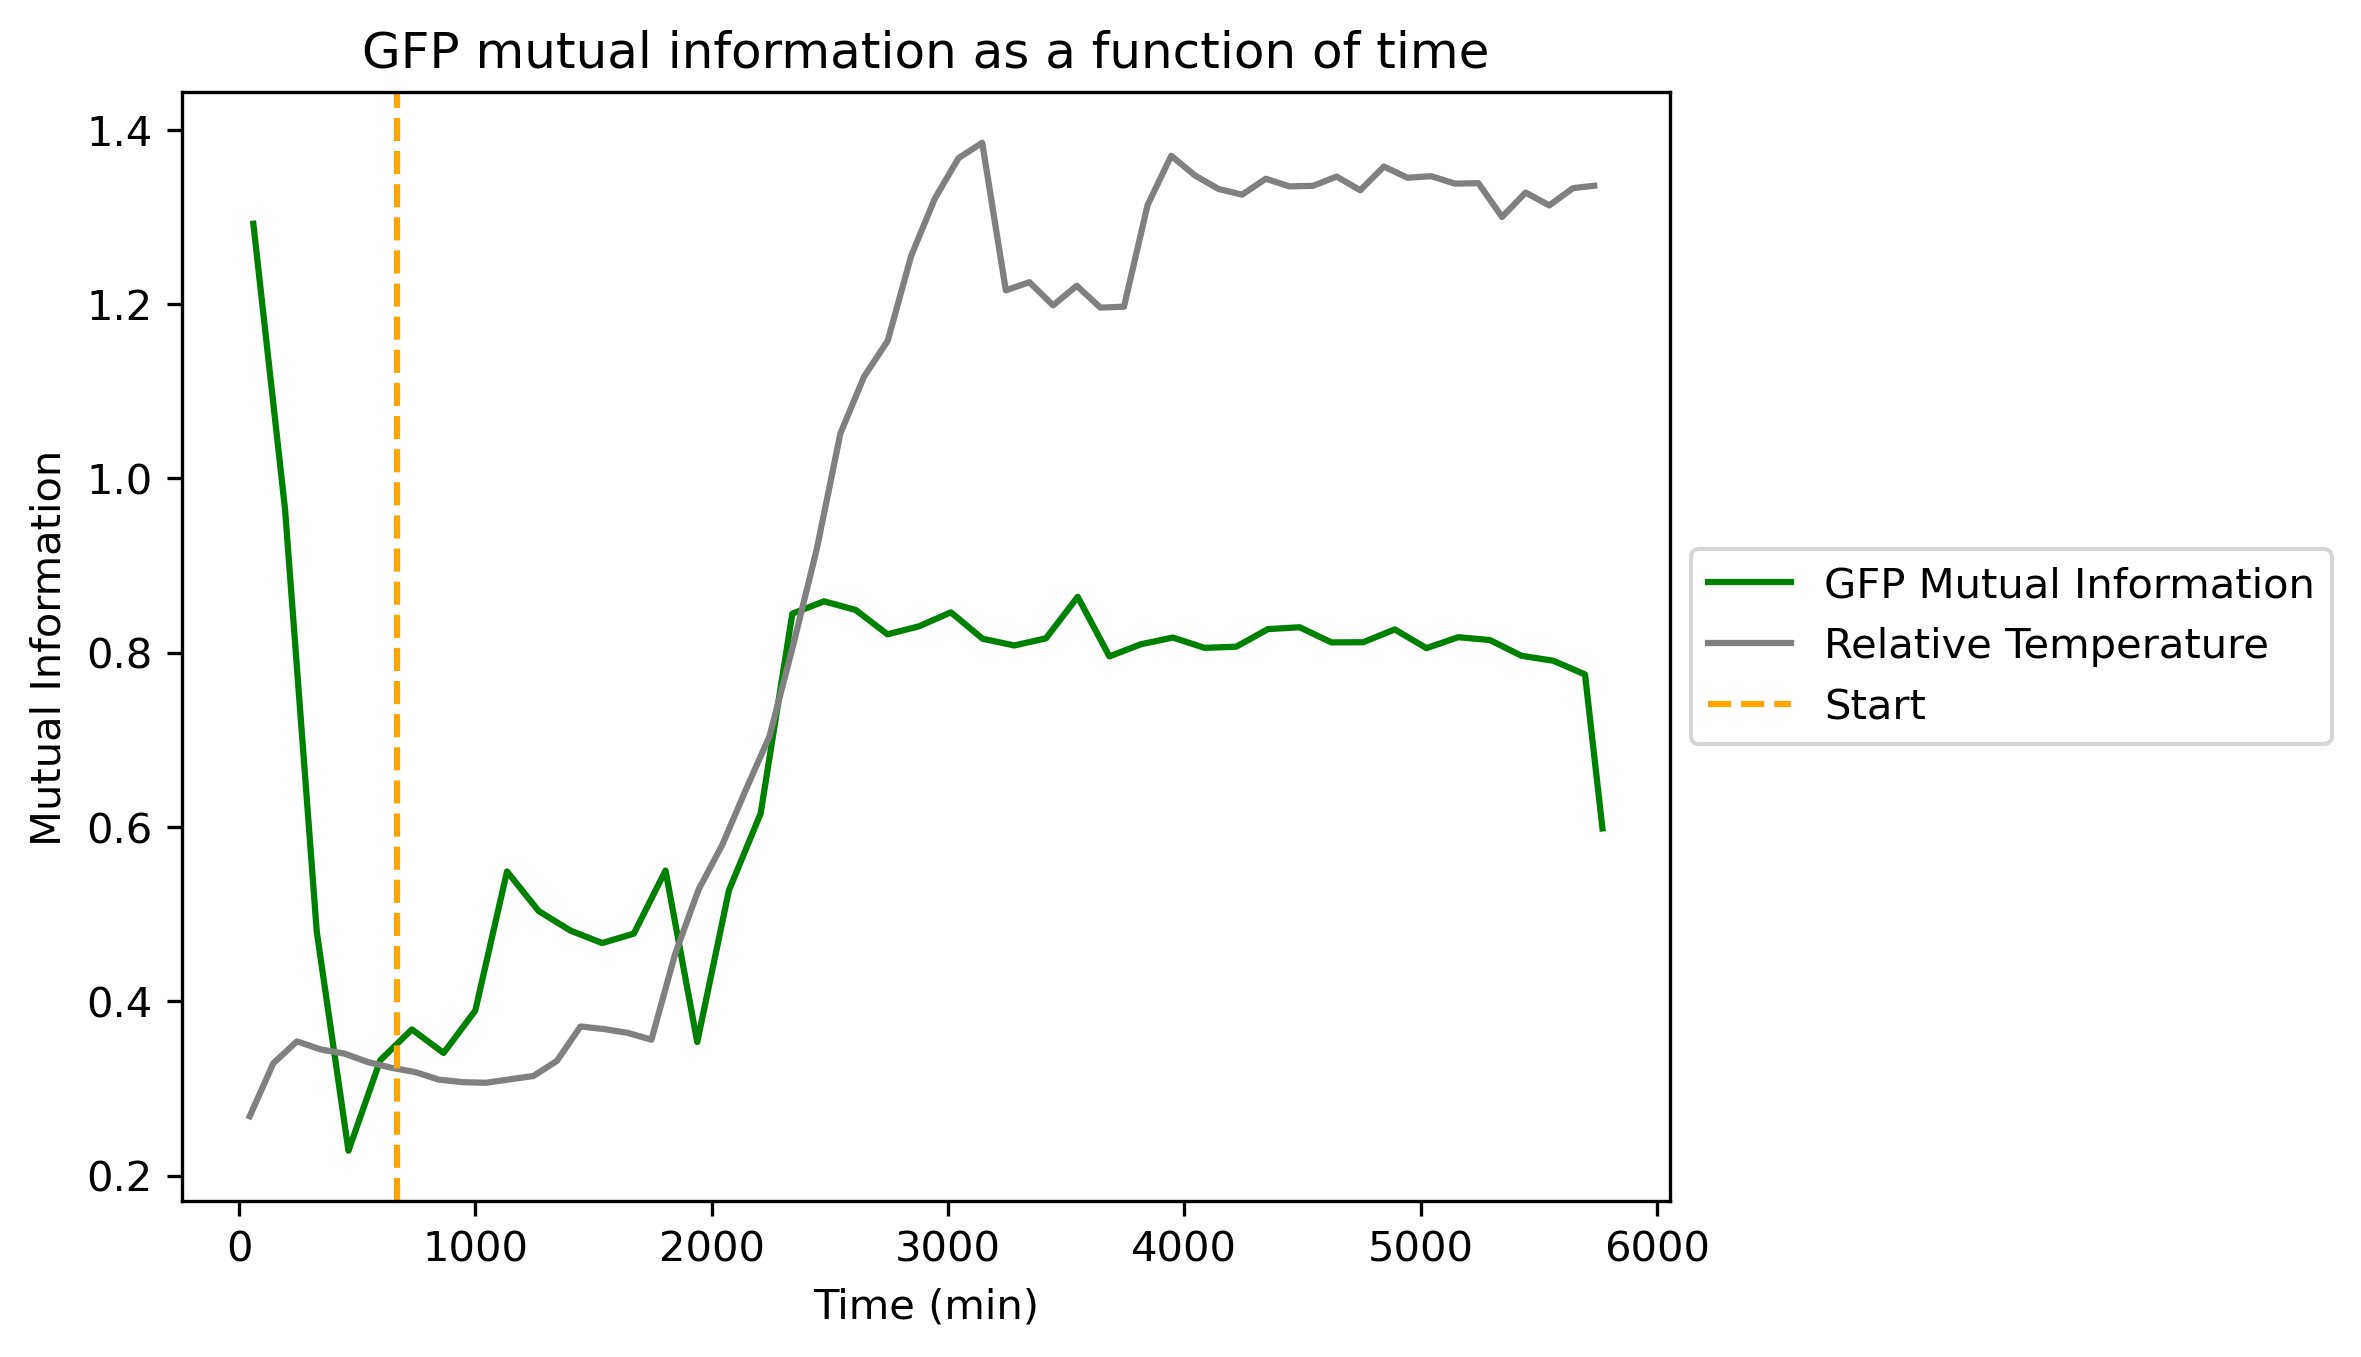 GFP mutual information as a function of time
Mutual Information
1.4
1.2
1.0
0.8
0.6
0.4
0.2
0 1000 2000 3000 4000 5000 6000
Time (min)
GFP Mutual Information
Relative Temperature
Start